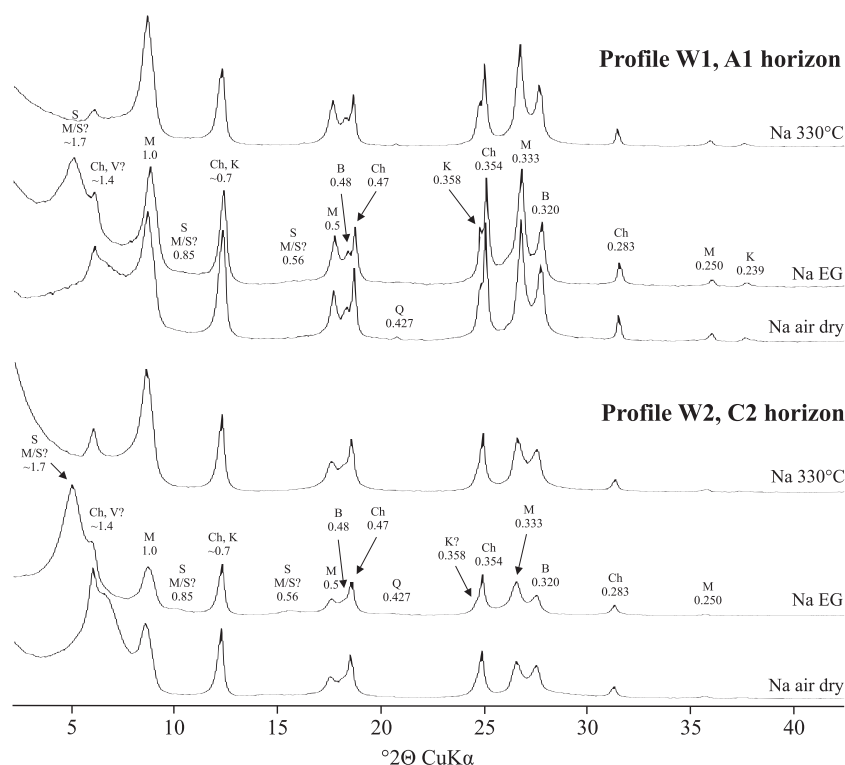 Profile W1, A1 horizon
Na 330°C
S
M/S?
~1.7
Ch, V?
~1.4
M
1.0
S
M/S?
0.85
Ch, K
~0.7
S
M/S?
0.56
M
0.5
B
0.48
Ch
0.47
Q
0.427
K
0.358
Ch
0.354
M
0.333
B
0.320
Ch
0.283
M
0.250
K
0.239
Na EG
Na air dry
Profile W2, C2 horizon
Na 330°C
S
M/S?
~1.7
Ch, V?
~1.4
M
1.0
S
M/S?
0.85
Ch, K
~0.7
S
M/S?
0.56
M
0.5
B
0.48
Ch
0.47
Q
0.427
K?
0.358
Ch
0.354
M
0.333
B
0.320
Ch
0.283
M
0.250
Na EG
Na air dry
5 10 15 20 25 30 35 40
°2Θ CuKα